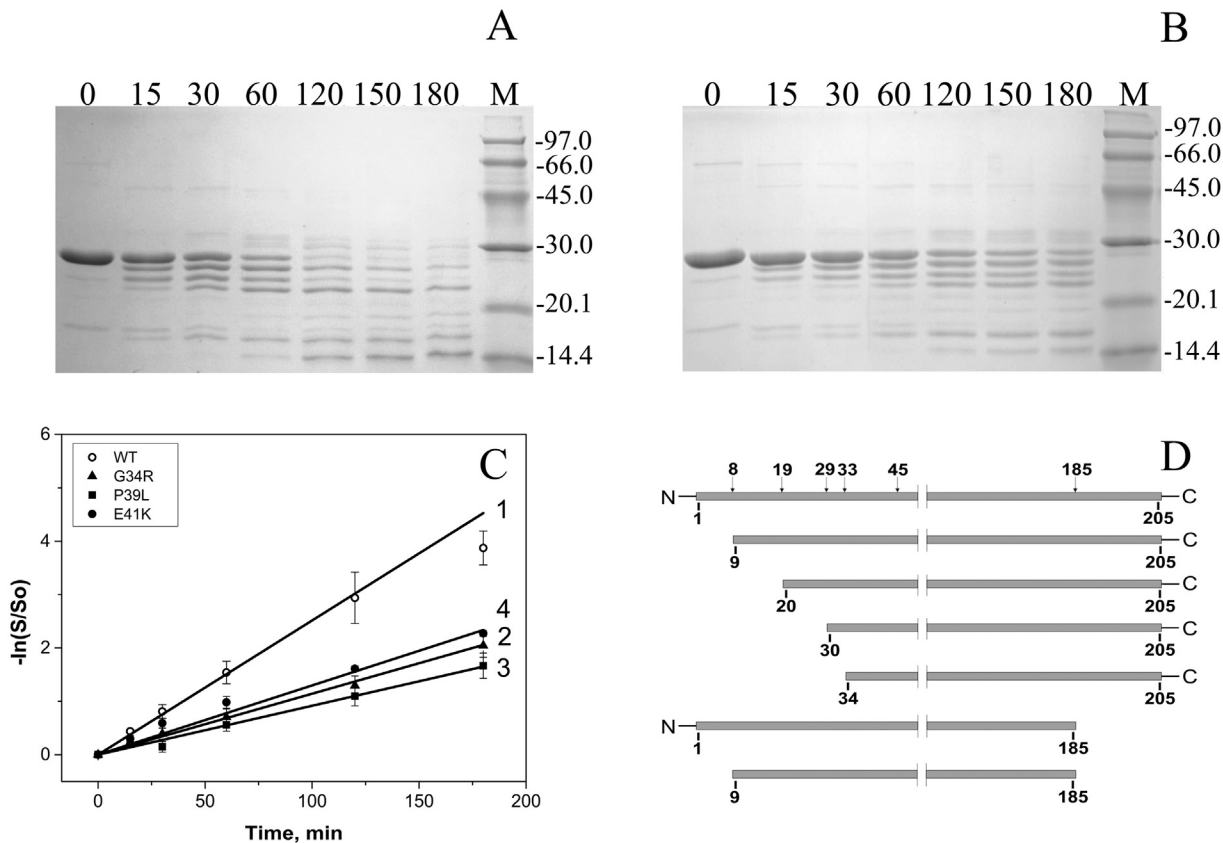 A
0 15 30 60 120 150 180 M
-97.0
-66.0
-45.0
-30.0
-20.1
-14.4
B
0 15 30 60 120 150 180 M
-97.0
-66.0
-45.0
-30.0
-20.1
-14.4
C
WT
G34R
P39L
E41K
1
4
2
3
6
4
2
0
-ln(S/So)
0 50 100 150 200
Time, min
D
8 19 29 33 45 185
N C
1 205
C
9 205
C
20 205
C
30 205
C
34 205
N
1 185
9 185